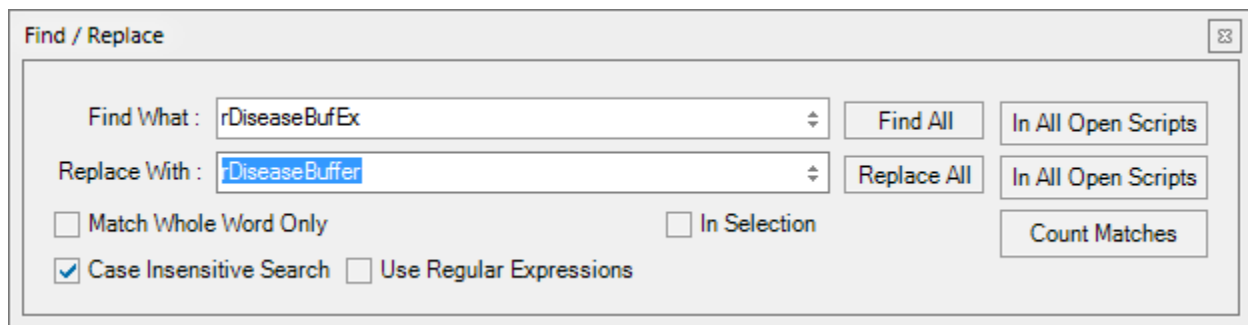 Find / Replace
Find What : rDiseaseBufEx Find All In All Open Scripts
Replace With : rDiseaseBuffer Replace All In All Open Scripts
Match Whole Word Only In Selection Count Matches
Case Insensitive Search Use Regular Expressions